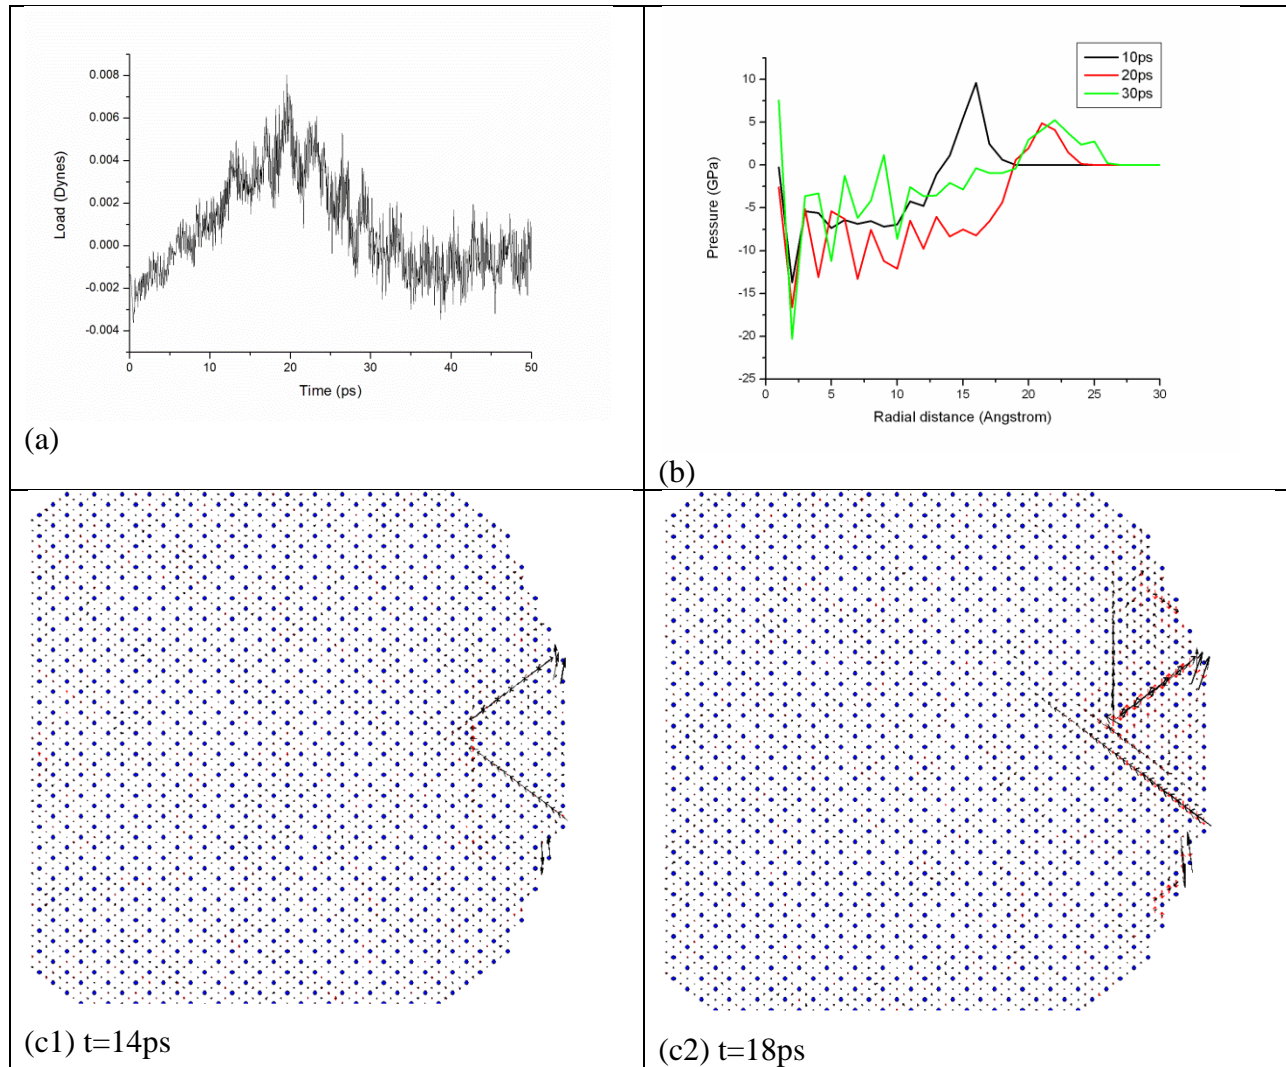 0.008
0.006
0.004
0.002
0.000
-0.002
-0.004
Load (Dynes)
0 10 20 30 40 50
Time (ps)
(a)
10ps
20ps
30ps
10
5
0
-5
-10
-15
-20
-25
Pressure (GPa)
0 5 10 15 20 25 30
Radial distance (Angstrom)
(b)
(c1) t=14ps
(c2) t=18ps